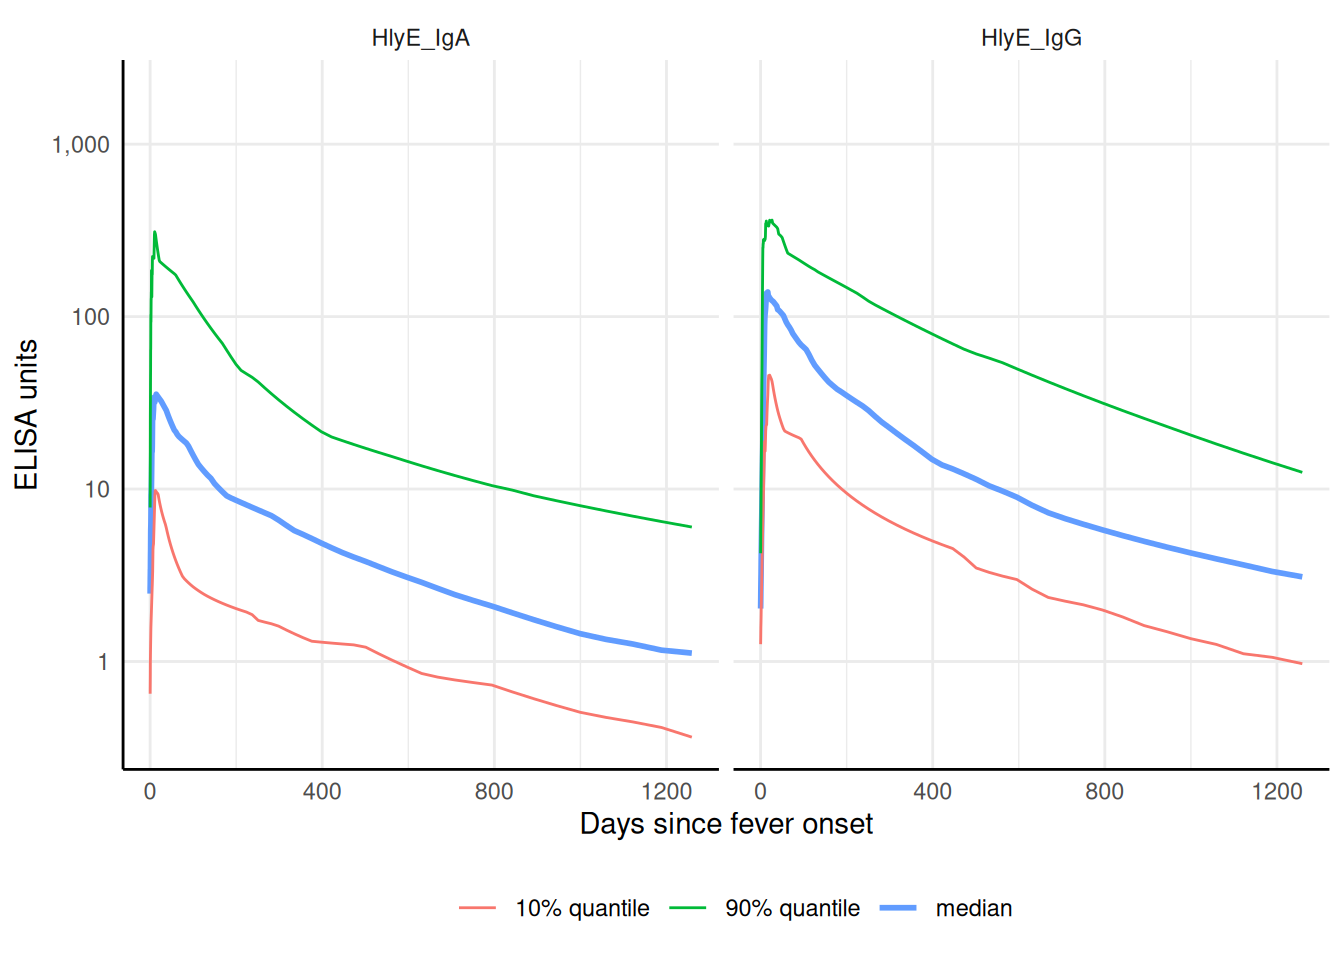 HlyE_IgA HlyE_IgG
ELISA units
1,000
100
10
1
0 400 800 1200 0 400 800 1200
Days since fever onset
10% quantile 90% quantile median